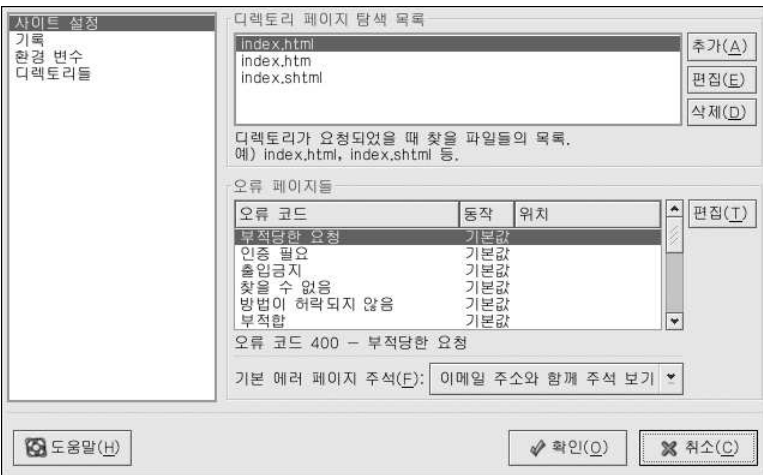 사이트 설정
기록
환경 변수
디렉토리들
디렉토리 페이지 탐색 목록
index.html
index.htm
index.shtml
추가(A)
편집(E)
삭제(D)
디렉토리가 요청되었을 때 찾을 파일들의 목록.
예) index.html, index.shtml 등.
오류 페이지들
오류 코드 동작 위치
부적당한 요청 기본값
인증 필요 기본값
출입금지 기본값
찾을 수 없음 기본값
방법이 허락되지 않음 기본값
부적합 기본값
편집(T)
오류 코드 400 - 부적당한 요청
기본 에러 페이지 주석(F): 이메일 주소와 함께 주석 보기
도움말(H)
확인(O)
취소(C)